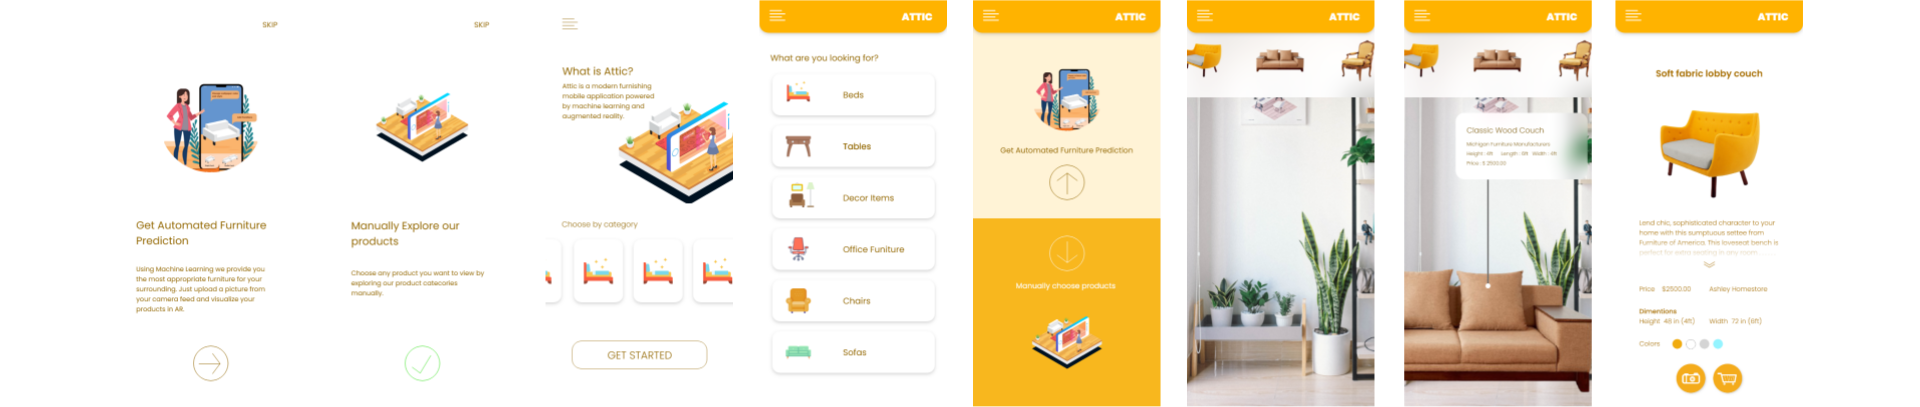 SKIP
Get Automated Furniture
Prediction
Using Machine Learning we provide you
the most appropriate furniture for your
surrounding. Just upload a picture from
your camera feed and visualize your
products in AR.
SKIP
Manually Explore our
products
Choose any product you want to view by
exploring our product catecories
manually.
What is Attic?
Attic is a modern furnishing
mobile application powered
by machine learning and
augmented reality.
Choose by category
GET STARTED
ATTIC
What are you looking for?
Beds
Tables
Decor Items
Office Funiture
Chairs
Sofas
ATTIC
Get Automated Furniture Prediction
Manually choose products
ATTIC
ATTIC
Classic Wood Couch
Michigan Furniture Manufacturers
Height : 4ft Length : 6ft Width : 4ft
Price : $ 2500.00
ATTIC
Soft fabric lobby couch
Lend chic, sophisticated character to your
home with this sumptuous settee from
Furniture of America. This loveseat bench is
perfect for extra seating in any room
Price $2500.00 Ashley Homestore
Dimentions
Height 48 in (4ft) Width 72 in (6ft)
Colors